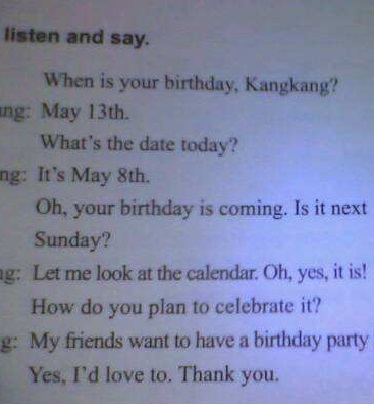 listen and say.
When is your birthday, Kangkang?
ng: May 13th.
What's the date today?
ng: It's May 8th.
Oh, your birthday is coming. Is it next
Sunday?
g: Let me look at the calendar. Oh, yes, it is!
How do you plan to celebrate it?
g: My friends want to have a birthday party
Yes, I'd love to. Thank you.